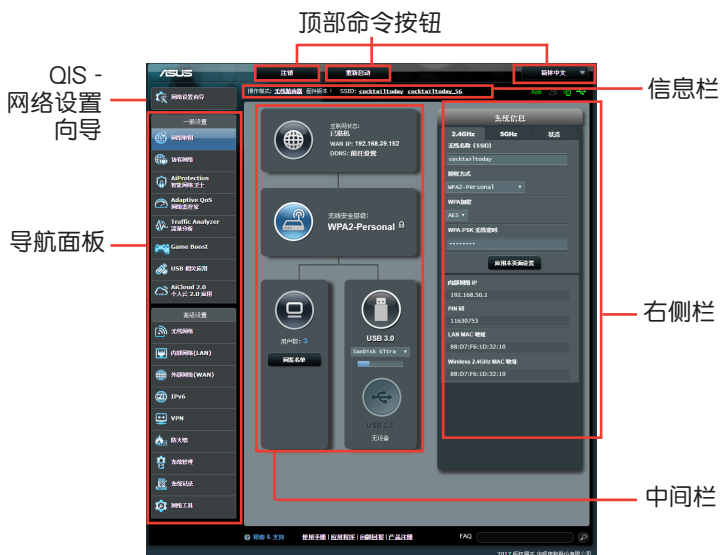 顶部命令按钮
QIS -
网络设置
向导
信息栏
导航面板
右侧栏
中间栏
ASUS
注销
重新启动
简体中文
网络设置向导
操作模式: 无线路由器 固件版本: SSID: cocktailtoday cocktailtoday_5G
App
一般设置
网络地图
访客网络
AiProtection
智能网络卫士
Adaptive QoS
网络监控家
Traffic Analyzer
流量分析
Game Boost
USB 相关应用
AiCloud 2.0
个人云 2.0 应用
高级设置
无线网络
内部网络(LAN)
外部网络(WAN)
IPv6
VPN
防火墙
系统管理
系统记录
网络工具
互联网状态:
已联机
WAN IP: 192.168.39.152
DDNS: 前往设置
无线安全层级:
WPA2-Personal
用户数: 3
网络名单
USB 3.0
SanDisk Ultra
USB 2.0
无设备
系统信息
2.4GHz 5GHz 状态
无线名称 (SSID)
cocktailtoday
授权方式
WPA2-Personal
WPA加密
AES
WPA-PSK 无线密码
••••••••
应用本页面设置
内部网络 IP
192.168.50.1
PIN 码
11630753
LAN MAC 地址
88:D7:F6:1D:32:10
Wireless 2.4GHz MAC 地址
88:D7:F6:1D:32:10
帮助 & 支持 使用手册 | 应用程序 | 问题回报 | 产品注册 FAQ